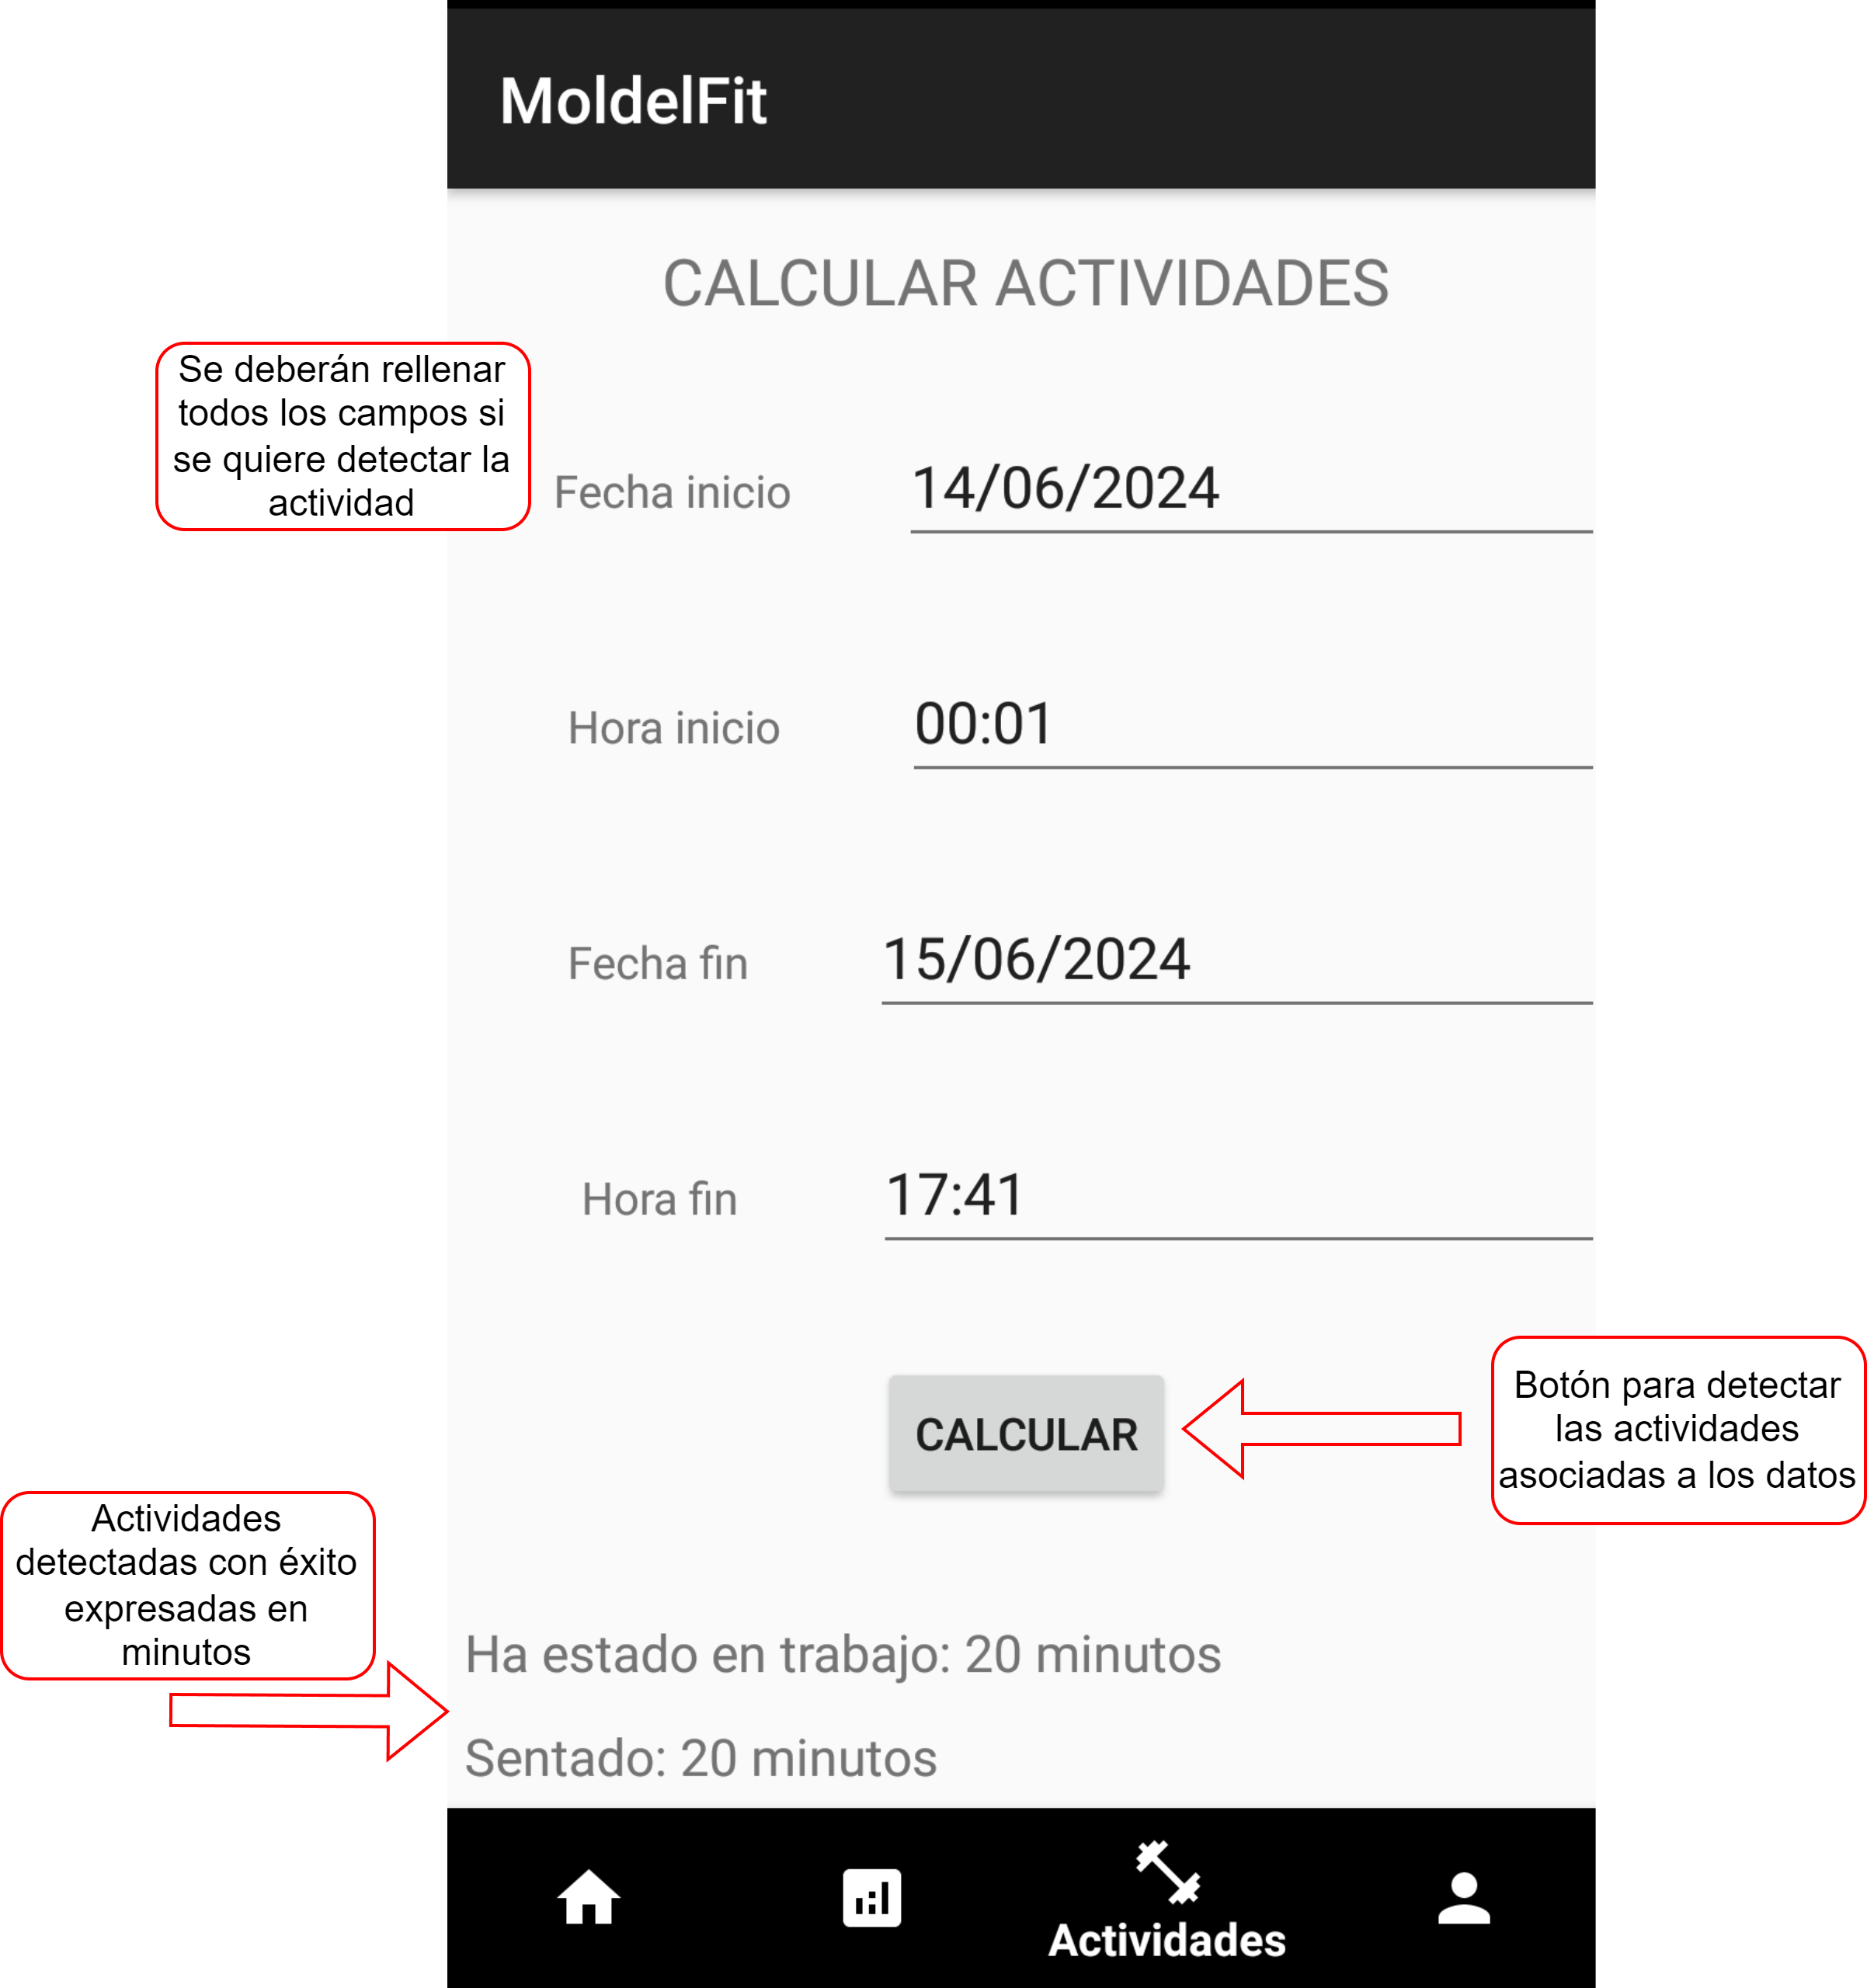 MoldelFit
CALCULAR ACTIVIDADES
Se deberán rellenar
todos los campos si
se quiere detectar la
actividad
Fecha inicio 14/06/2024
Hora inicio 00:01
Fecha fin 15/06/2024
Hora fin 17:41
CALCULAR
Botón para detectar
las actividades
asociadas a los datos
Actividades
detectadas con éxito
expresadas en
minutos
Ha estado en trabajo: 20 minutos
Sentado: 20 minutos
Actividades